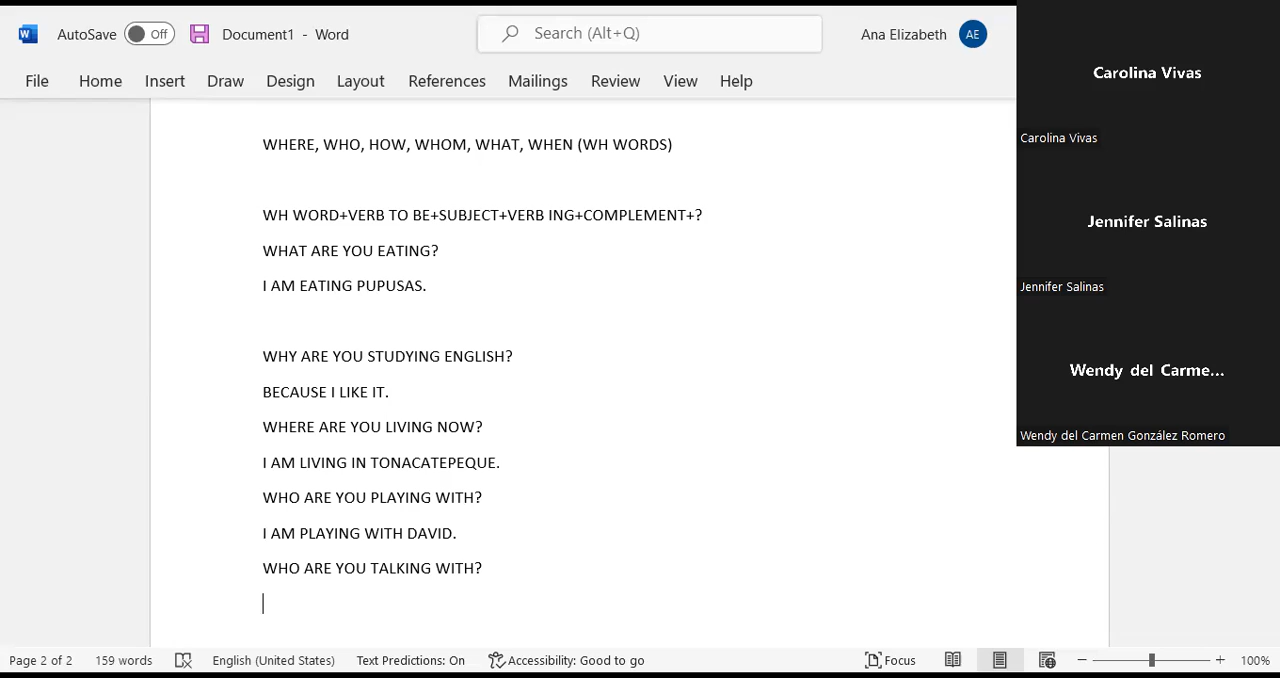 AutoSave Off Document1 - Word Search (Alt+Q) Ana Elizabeth AE
File Home Insert Draw Design Layout References Mailings Review View Help
WHERE, WHO, HOW, WHOM, WHAT, WHEN (WH WORDS)
WH WORD+VERB TO BE+SUBJECT+VERB ING+COMPLEMENT+?
WHAT ARE YOU EATING?
I AM EATING PUPUSAS.
WHY ARE YOU STUDYING ENGLISH?
BECAUSE I LIKE IT.
WHERE ARE YOU LIVING NOW?
I AM LIVING IN TONACATEPEQUE.
WHO ARE YOU PLAYING WITH?
I AM PLAYING WITH DAVID.
WHO ARE YOU TALKING WITH?
Carolina Vivas
Carolina Vivas
Jennifer Salinas
Jennifer Salinas
Wendy del Carme...
Wendy del Carmen González Romero
Page 2 of 2 159 words English (United States) Text Predictions: On Accessibility: Good to go Focus 100%